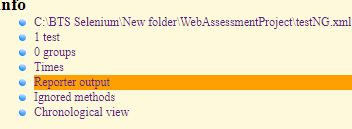 nfo
C:\BTS Selenium\New folder\WebAssessmentProject\testNG.xml
1 test
0 groups
Times
Reporter output
Ignored methods
Chronological view